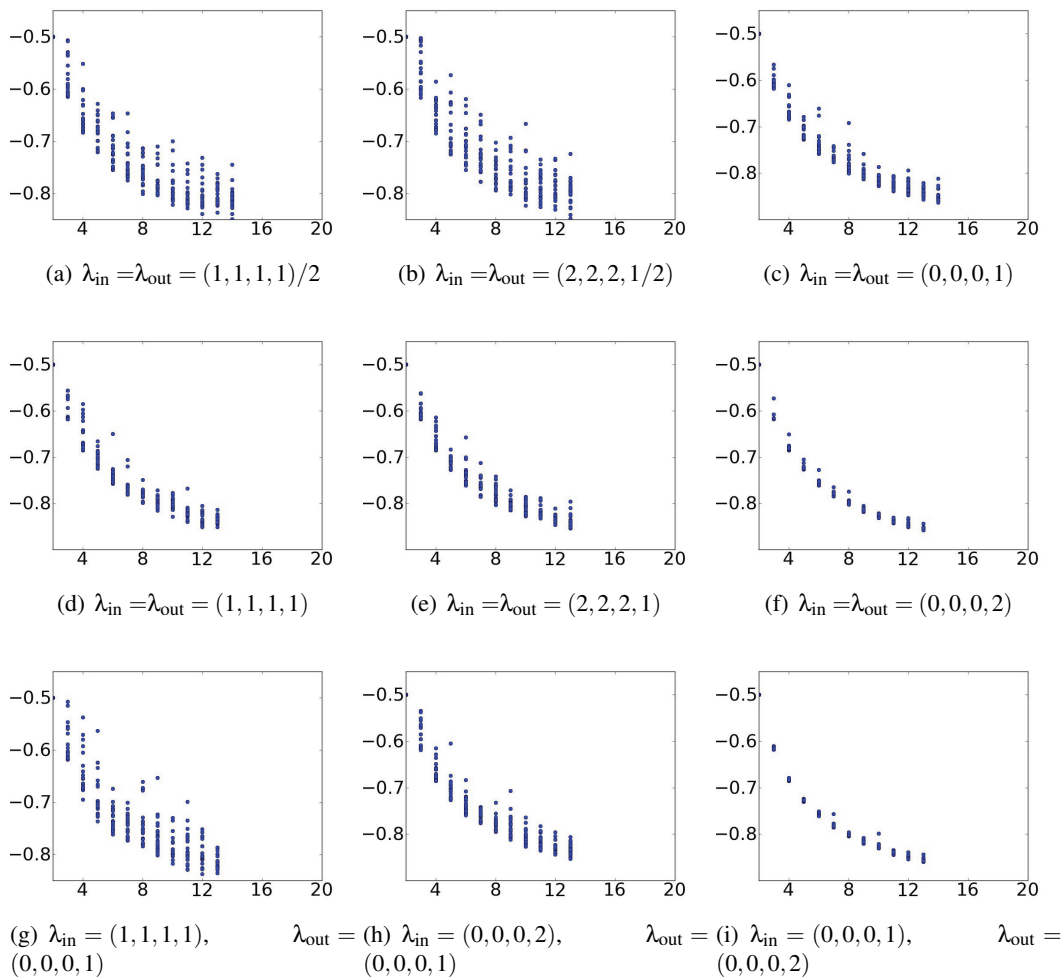 −0.5 −0.5 −0.5
−0.6 −0.6 −0.6
−0.7 −0.7 −0.7
−0.8 −0.8 −0.8
4 8 12 16 20 4 8 12 16 20 4 8 12 16 20
(a) λin =λout = (1,1,1,1)/2 (b) λin =λout = (2,2,2,1/2) (c) λin =λout = (0,0,0,1)
−0.5 −0.5 −0.5
−0.6 −0.6 −0.6
−0.7 −0.7 −0.7
−0.8 −0.8 −0.8
4 8 12 16 20 4 8 12 16 20 4 8 12 16 20
(d) λin =λout = (1,1,1,1) (e) λin =λout = (2,2,2,1) (f) λin =λout = (0,0,0,2)
−0.5 −0.5 −0.5
−0.6 −0.6 −0.6
−0.7 −0.7 −0.7
−0.8 −0.8 −0.8
4 8 12 16 20 4 8 12 16 20 4 8 12 16 20
(g) λin = (1,1,1,1), λout = (h) λin = (0,0,0,2), λout = (i) λin = (0,0,0,1), λout =
(0,0,0,1) (0,0,0,1) (0,0,0,2)